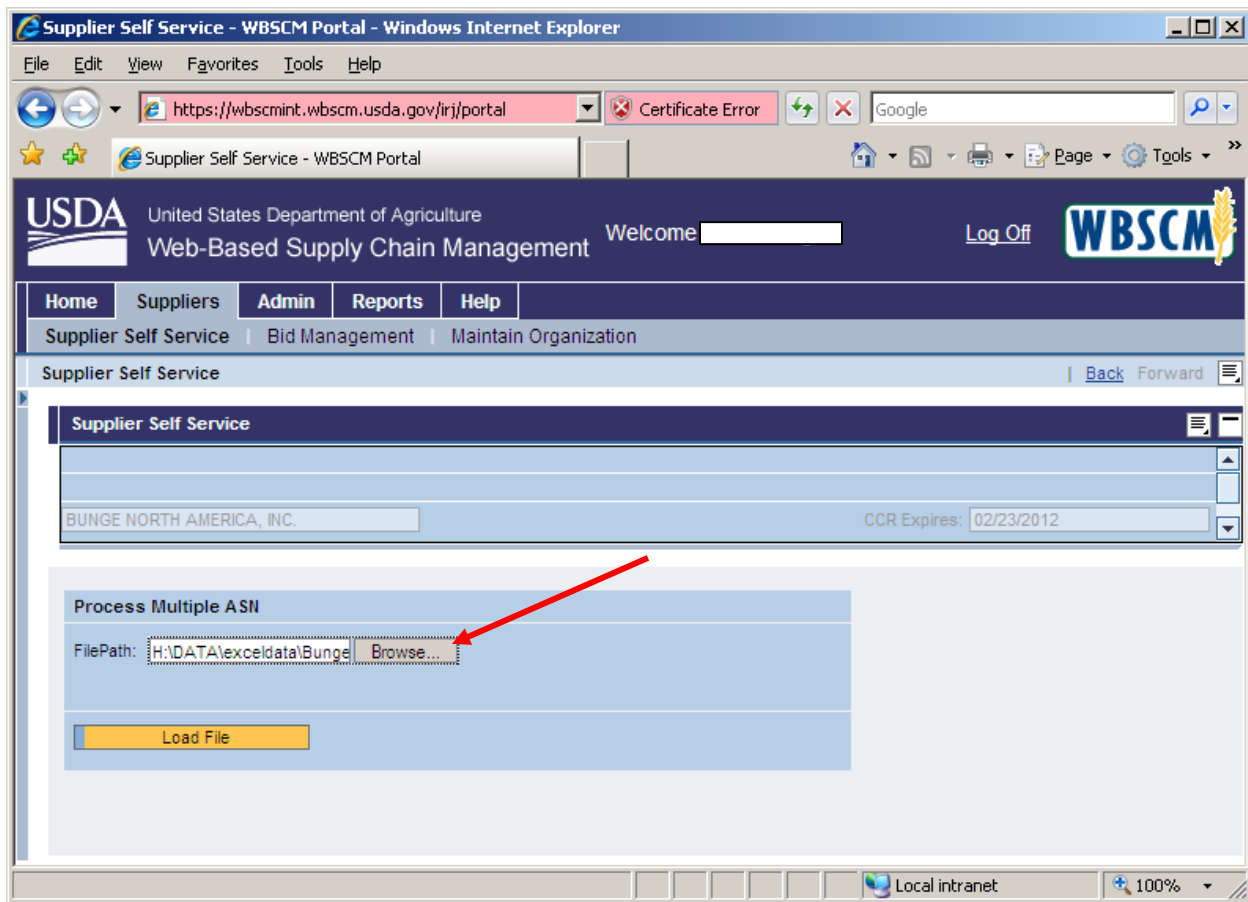 Supplier Self Service - WBSCM Portal - Windows Internet Explorer
File Edit View Favorites Tools Help
https://wbscmint.wbscm.usda.gov/irj/portal Certificate Error Google
Supplier Self Service - WBSCM Portal Page Tools »
USDA United States Department of Agriculture
Web-Based Supply Chain Management Welcome Log Off WBSCM
Home Suppliers Admin Reports Help
Supplier Self Service | Bid Management | Maintain Organization
Supplier Self Service | Back Forward
Supplier Self Service
BUNGE NORTH AMERICA, INC. CCR Expires: 02/23/2012
Process Multiple ASN
FilePath: H:\DATA\exceldata\Bunge Browse...
Load File
Local intranet 100%